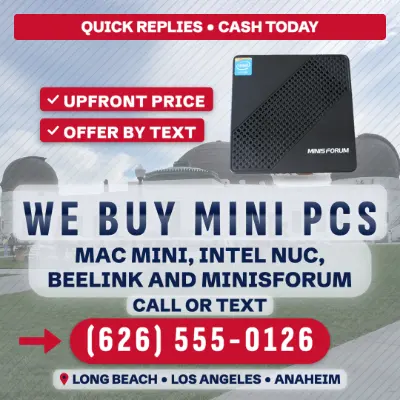 QUICK REPLIES • CASH TODAY
UPFRONT PRICE
OFFER BY TEXT
MINISFORUM
WE BUY MINI PCS
MAC MINI, INTEL NUC,
BEELINK AND MINISFORUM
CALL OR TEXT
(626) 555-0126
LONG BEACH • LOS ANGELES • ANAHEIM